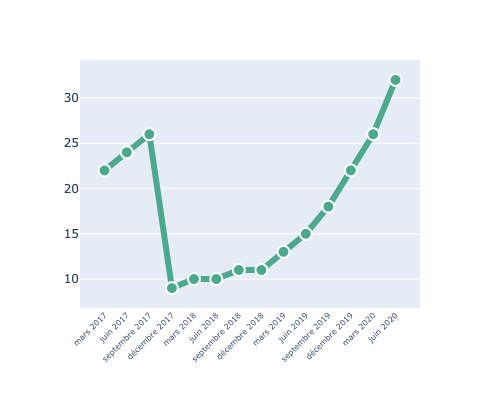 30
25
20
15
10
mars 2017
juin 2017
septembre 2017
décembre 2017
mars 2018
juin 2018
septembre 2018
décembre 2018
mars 2019
juin 2019
septembre 2019
décembre 2019
mars 2020
juin 2020